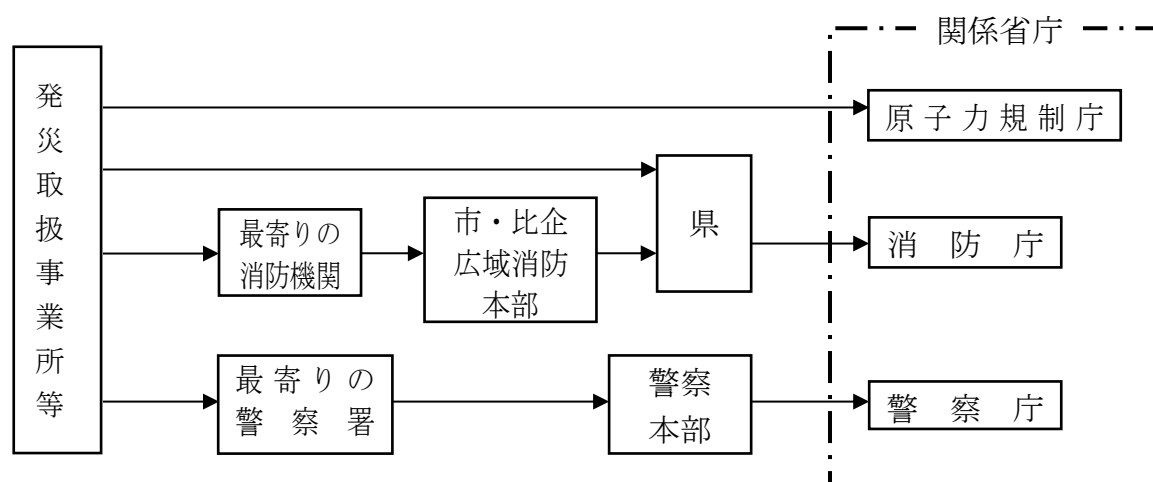 関係省庁
発災取扱事業所等
原子力規制庁
県
最寄りの
消防機関
市・比企
広域消防
本部
消防庁
最寄りの
警察署
警察
本部
警察庁